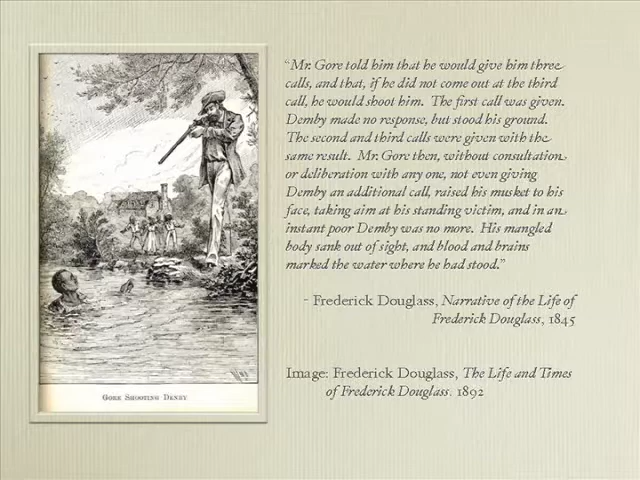 "Mr. Gore told him that he would give him three
calls, and that, if he did not come out at the third
call, he would shoot him. The first call was given.
Demby made no response, but stood his ground.
The second and third calls were given with the
same result. Mr. Gore then, without consultation
or deliberation with any one, not even giving
Demby an additional call, raised his musket to his
face, taking aim at his standing victim, and in an
instant poor Demby was no more. His mangled
body sank out of sight, and blood and brains
marked the water where he had stood."
- Frederick Douglass, Narrative of the Life of
Frederick Douglass, 1845
Image: Frederick Douglass, The Life and Times
of Frederick Douglass. 1892
Gore Shooting Denby